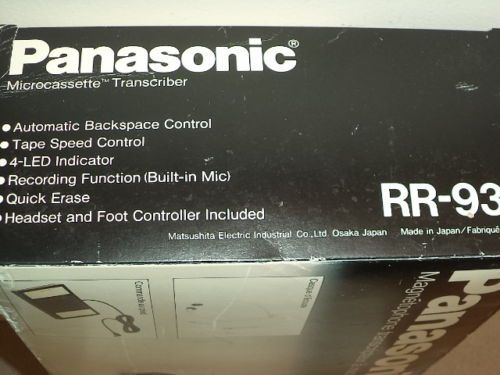 Panasonic®
Microcassette™ Transcriber
•Automatic Backspace Control
•Tape Speed Control
•4-LED Indicator
•Recording Function (Built-in Mic)
•Quick Erase
•Headset and Foot Controller Included
RR-93
Matsushita Electric Industrial Co., Ltd. Osaka Japan Made in Japan/Fabriqué
Panasonic
Magnétophone